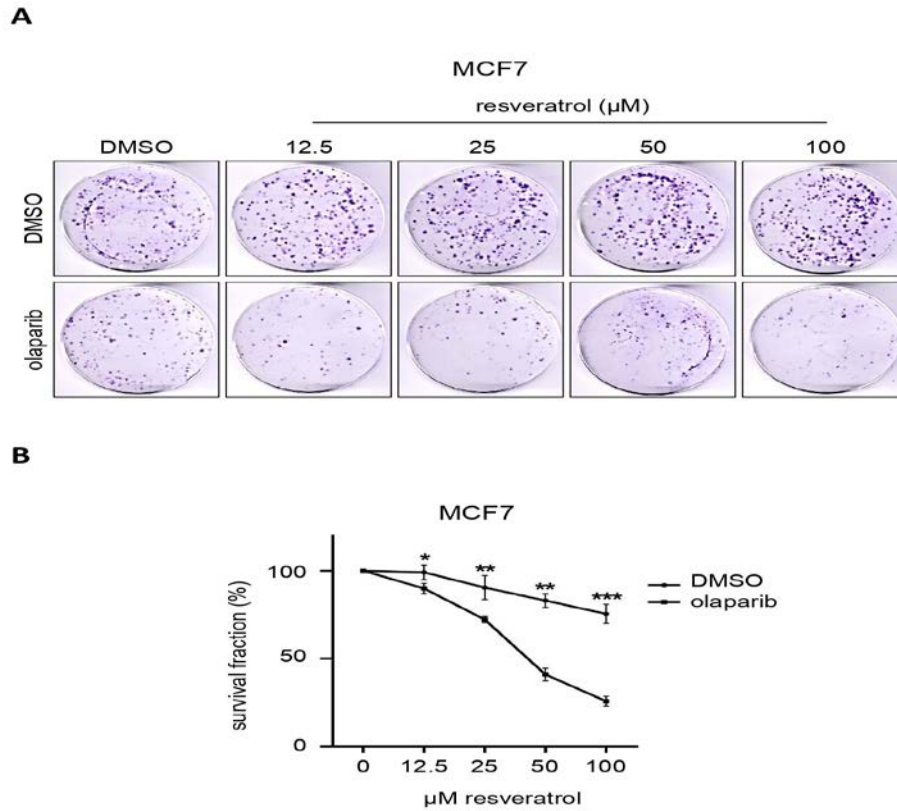 A
MCF7
resveratrol (µM)
DMSO 12.5 25 50 100
DMSO
olaparib
B
MCF7
* ** ** ***
DMSO
olaparib
survival fraction (%)
100
50
0
0 12.5 25 50 100
µM resveratrol